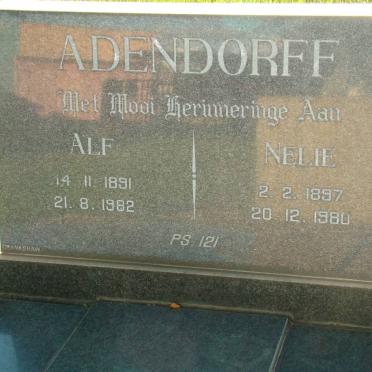 ADENDORFF
Met Mooi Herinneringe Aan
ALF
14. 11. 1891
21. 8. 1982
NELIE
2. 2. 1897
20. 12. 1980
PS. 121